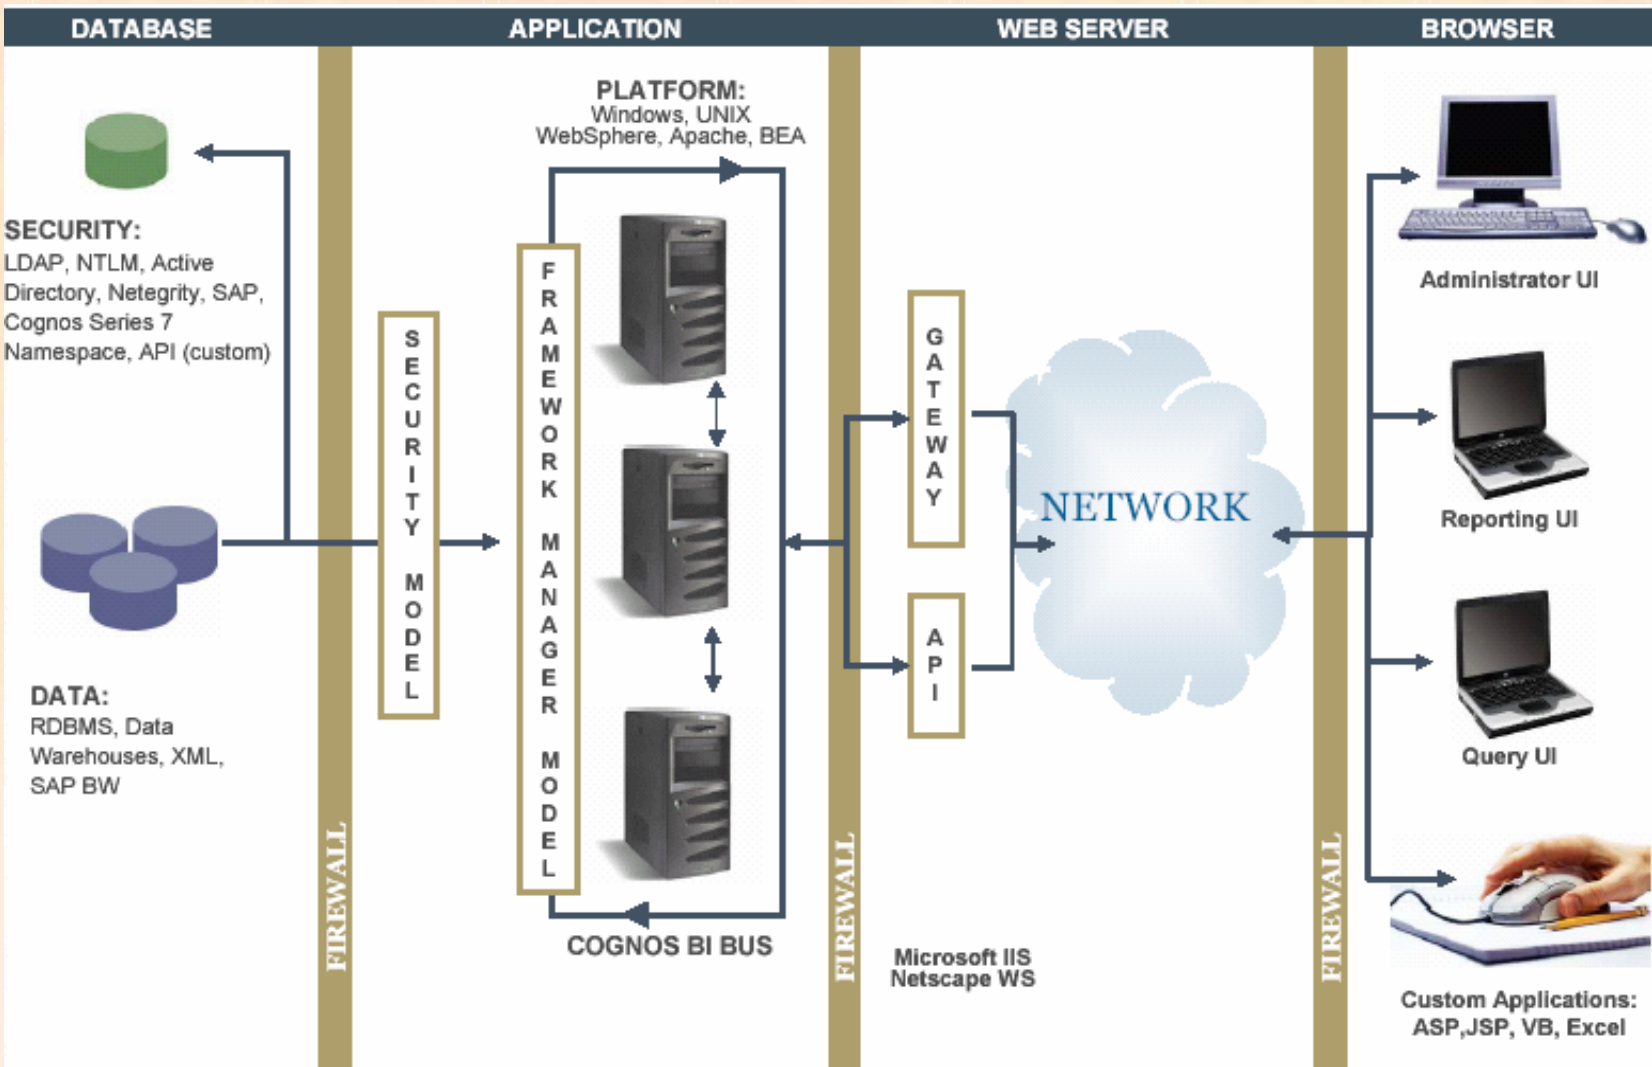 DATABASE
APPLICATION
WEB SERVER
BROWSER
SECURITY:
LDAP, NTLM, Active
Directory, Netegrity, SAP,
Cognos Series 7
Namespace, API (custom)
DATA:
RDBMS, Data
Warehouses, XML,
SAP BW
FIREWALL
SECURITY MODEL
PLATFORM:
Windows, UNIX
WebSphere, Apache, BEA
FRAMEWORK MANAGER MODEL
COGNOS BI BUS
FIREWALL
GATEWAY
API
NETWORK
Microsoft IIS
Netscape WS
FIREWALL
Administrator UI
Reporting UI
Query UI
Custom Applications:
ASP,JSP, VB, Excel